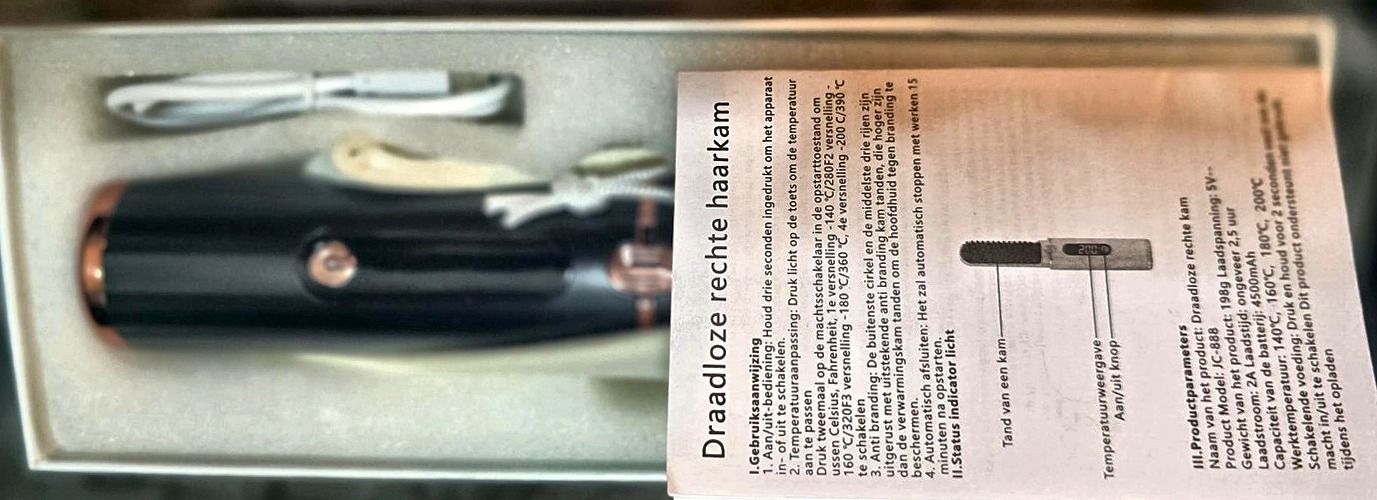 Draadloze rechte haarkam
I.Gebruiksaanwijzing
1. Aan/uit-bediening: Houd drie seconden ingedrukt om het apparaat
in- of uit te schakelen.
2. Temperatuuraanpassing: Druk licht op de toets om de temperatuur
aan te passen
Druk tweemaal op de machtsschakelaar in de opstarttoestand om
ussen Celsius, Fahrenheit, 1e versnelling -140 ℃/280F2 versnelling -
160 ℃/320F3 versnelling -180 ℃/360 ℃, 4e versnelling -200 C/390 ℃
te schakelen
3. Anti branding: De buitenste cirkel en de middelste drie rijen zijn
uitgerust met uitstekende anti branding kam tanden, die hoger zijn
dan de verwarmingskam tanden om de hoofdhuid tegen branding te
beschermen.
4. Automatisch afsluiten: Het zal automatisch stoppen met werken 15
minuten na opstarten.
II.Status indicator licht
Tand van een kam
200
Temperatuurweergave
Aan/uit knop
III.Productparameters
Naam van het product: Draadloze rechte kam
Product Model: JC-888
Gewicht van het product: 198g Laadspanning: 5V--
Laadstroom: 2A Laadstijd: ongeveer 2,5 uur
Capaciteit van de batterij: 4500mAh
Werktemperatuur: 140℃, 160℃, 180℃, 200℃
Schakelende voeding: Druk en houd voor 2 seconden
macht in/uit te schakelen Dit product ondersteunt niet gebruik
tijdens het opladen